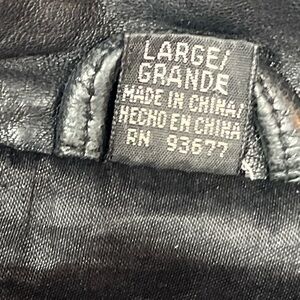 LARGE/
GRANDE
MADE IN CHINA/
HECHO EN CHINA
RN 93677